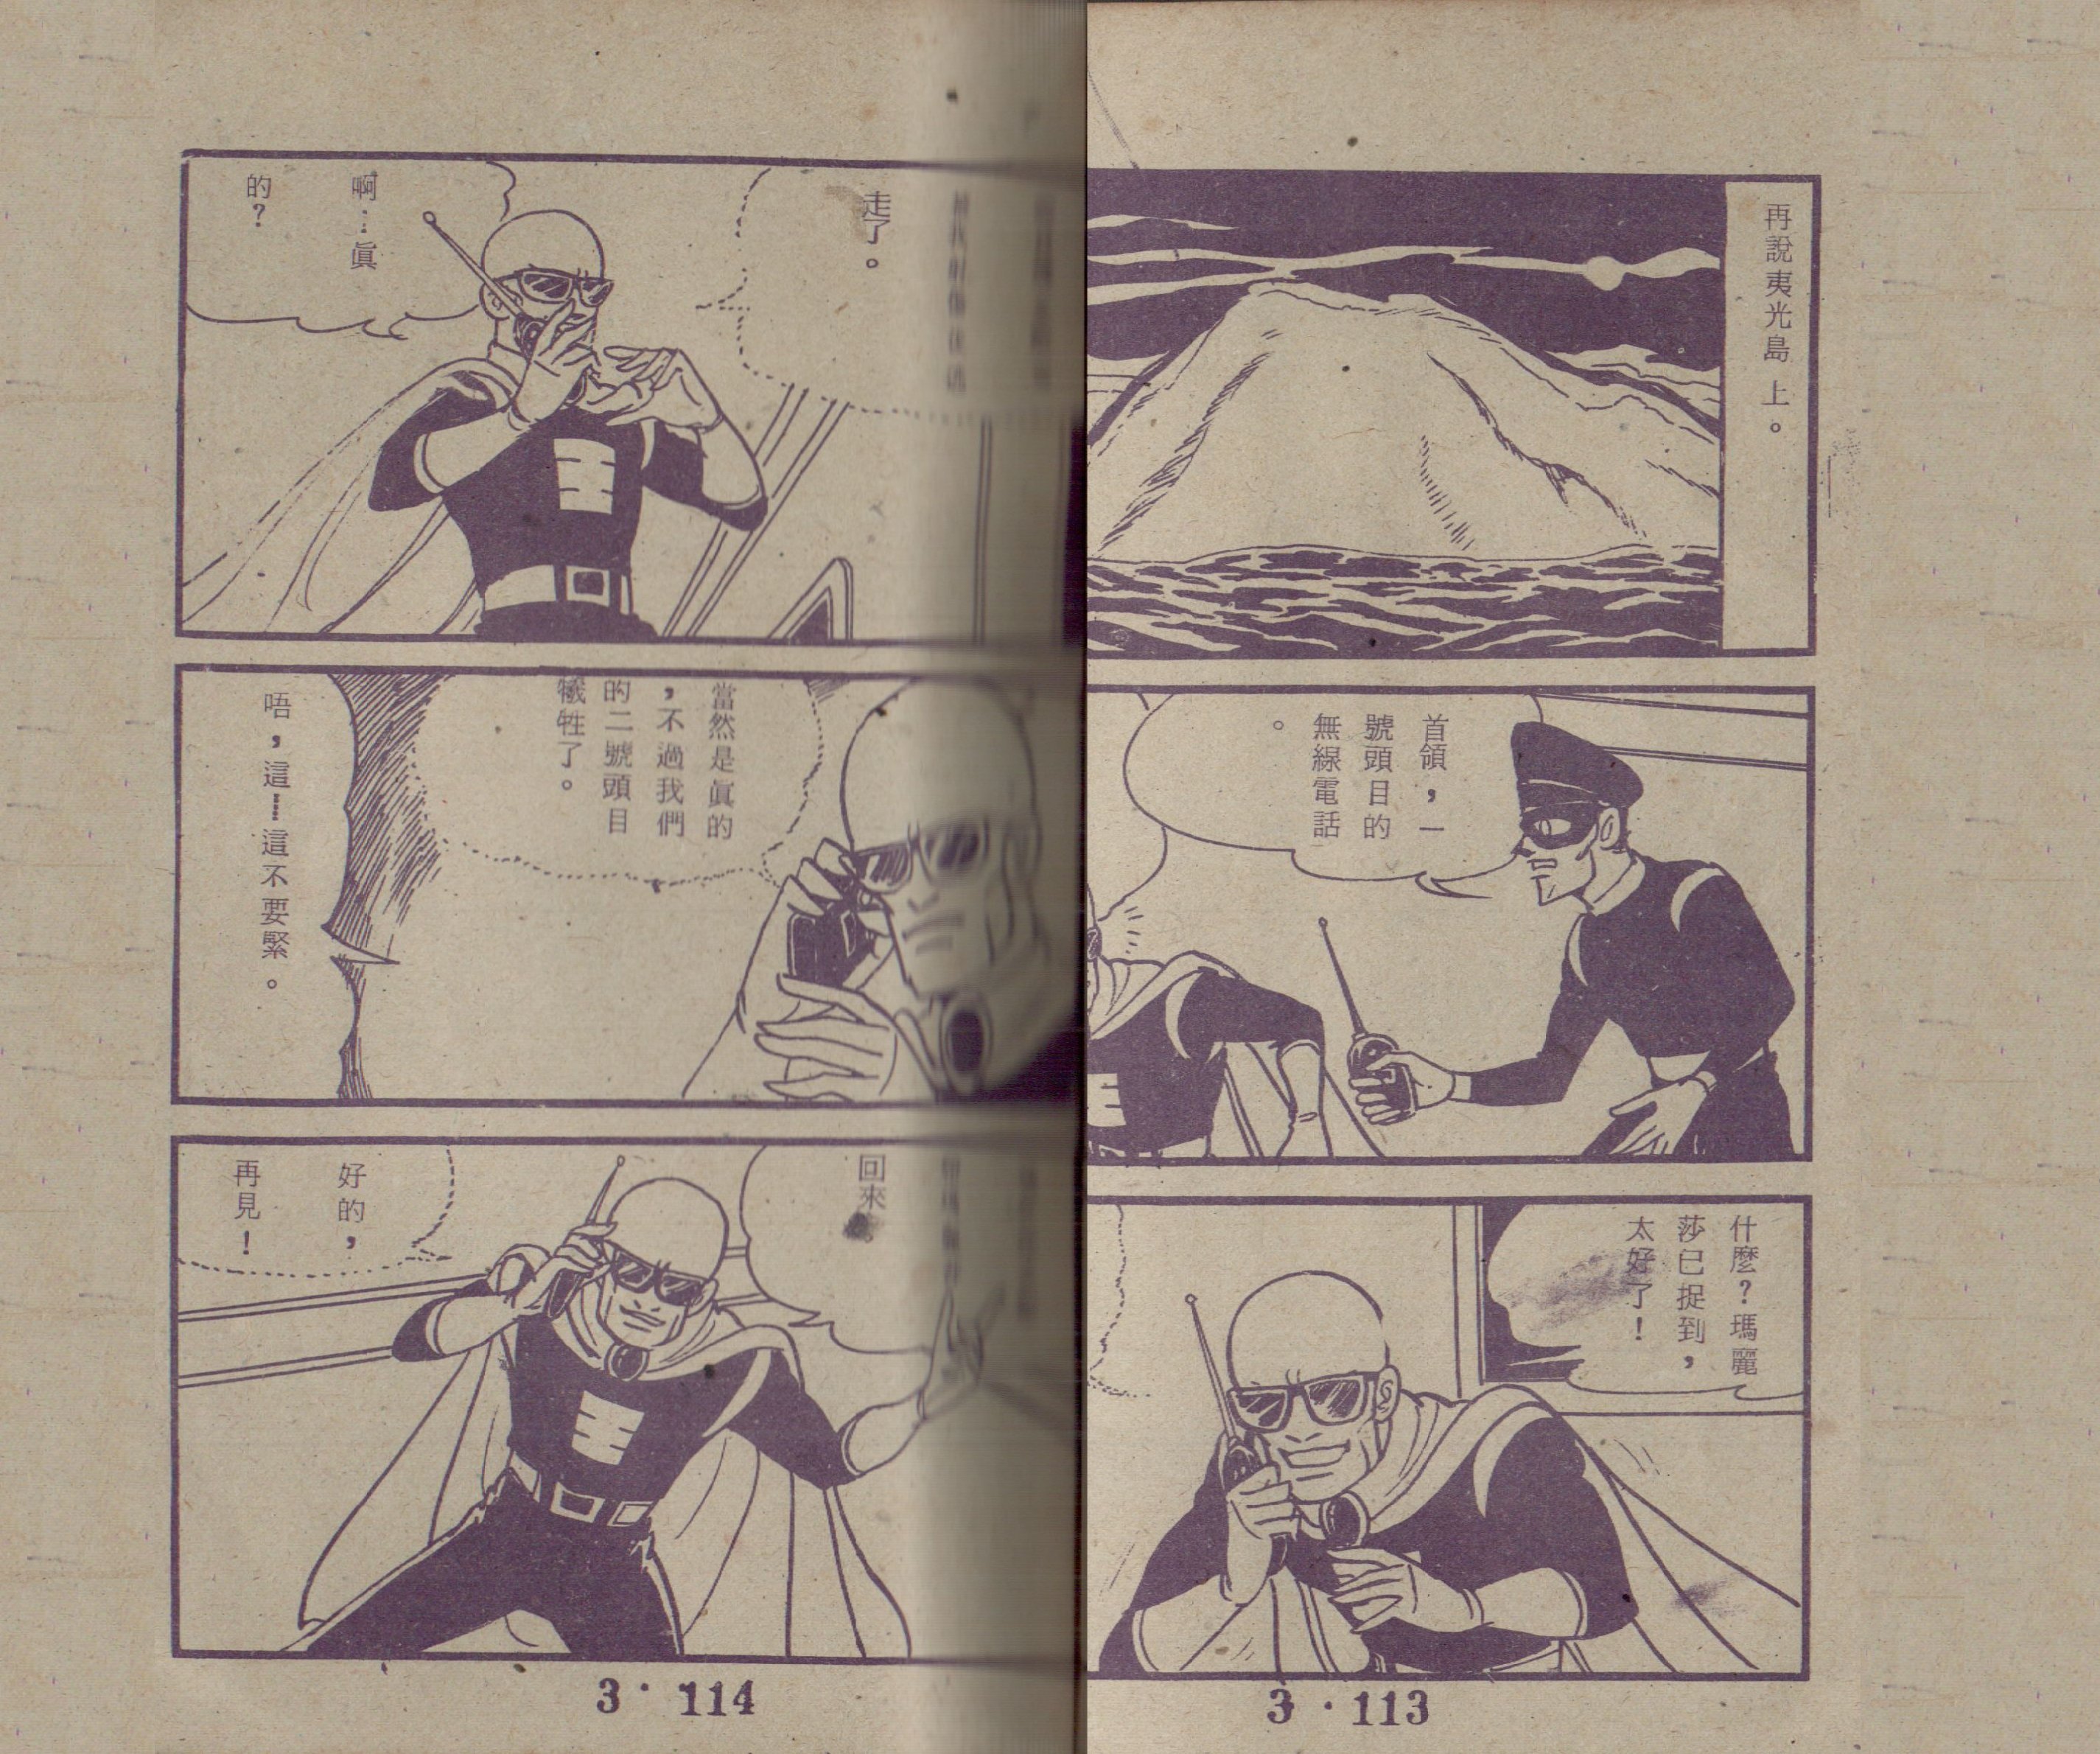 再說夷光島上。
首領，一
號頭目的
無線電話
。
什麼？瑪麗
莎已捉到，
太好了！
3·113
走了。
啊…眞
的？
當然是眞的
，不過我們
的二號頭目
犧牲了。
唔，這┅這不要緊。
回來。
好的，
再見！
3·114